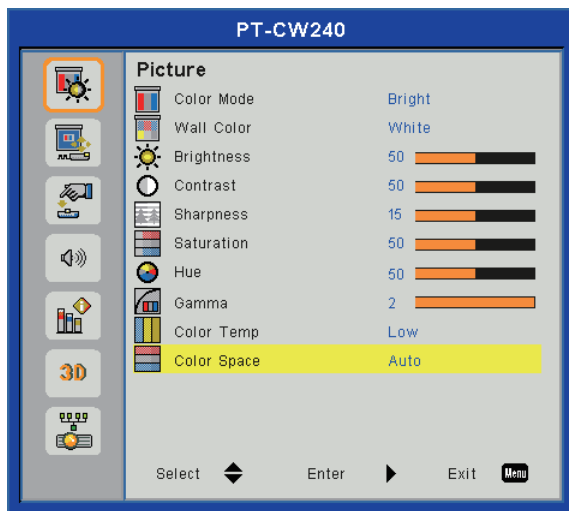 PT-CW240
Picture
Color Mode Bright
Wall Color White
Brightness 50
Contrast 50
Sharpness 15
Saturation 50
Hue 50
Gamma 2
Color Temp Low
Color Space Auto
3D
Select Enter Exit Menu